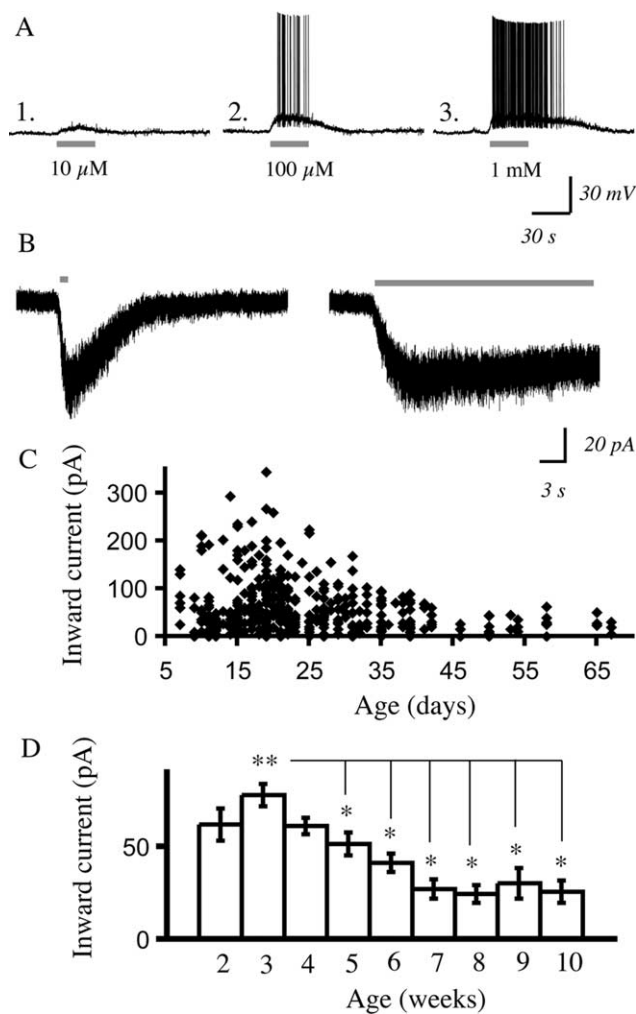 A
1. 2. 3.
10 µM 100 µM 1 mM
30 mV
30 s
B
20 pA
3 s
C
Inward current (pA)
300
200
100
0
5 15 25 35 45 55 65
Age (days)
D
Inward current (pA)
** * * * * * *
50
0
2 3 4 5 6 7 8 9 10
Age (weeks)